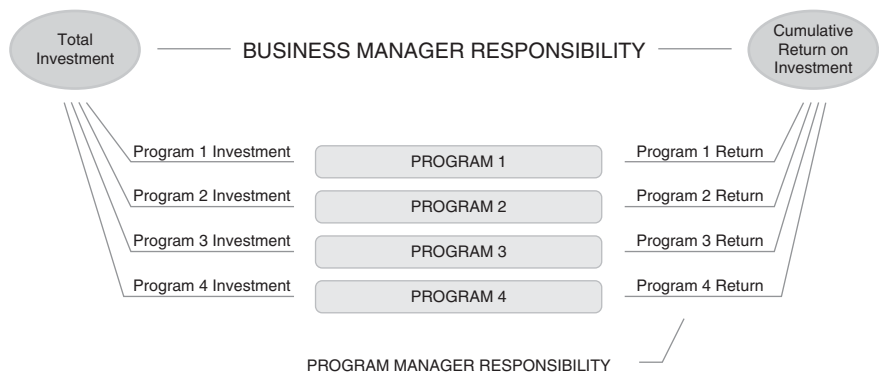 Total
Investment
BUSINESS MANAGER RESPONSIBILITY
Cumulative
Return on
Investment
Program 1 Investment
PROGRAM 1
Program 1 Return
Program 2 Investment
PROGRAM 2
Program 2 Return
Program 3 Investment
PROGRAM 3
Program 3 Return
Program 4 Investment
PROGRAM 4
Program 4 Return
PROGRAM MANAGER RESPONSIBILITY